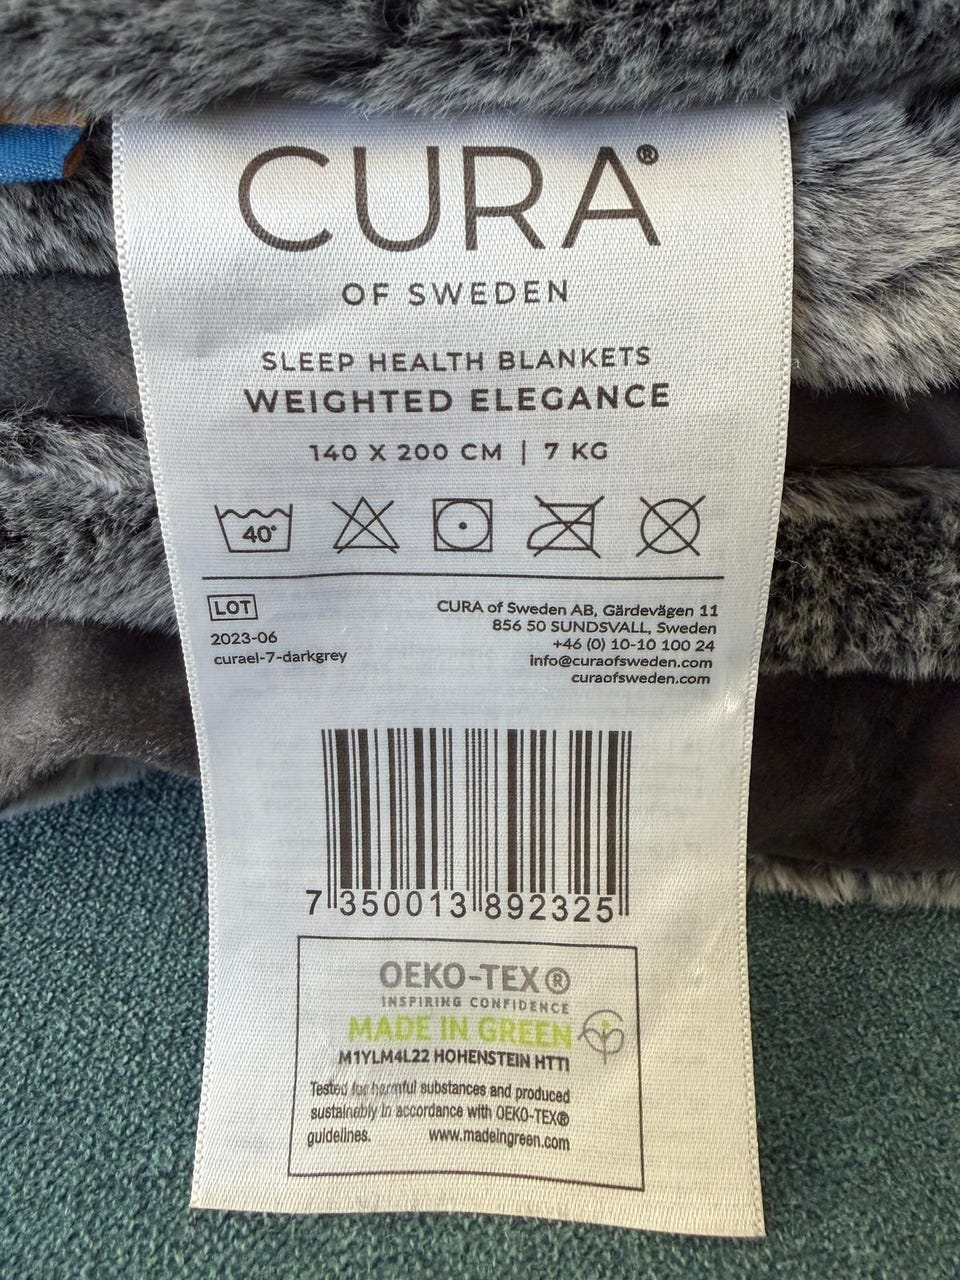 CURA®
OF SWEDEN
SLEEP HEALTH BLANKETS
WEIGHTED ELEGANCE
140 X 200 CM | 7 KG
40°
LOT
2023-06
curael-7-darkgrey
CURA of Sweden AB, Gärdevägen 11
856 50 SUNDSVALL, Sweden
+46 (0) 10-10 100 24
info@curaofsweden.com
curaofsweden.com
7 350013 892325
OEKO-TEX®
INSPIRING CONFIDENCE
MADE IN GREEN
M1YLM4L22 HOHENSTEIN HTTI
Tested for harmful substances and produced
sustainably in accordance with OEKO-TEX®
guidelines. www.madeingreen.com